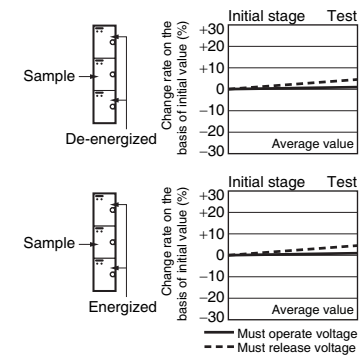 Sample
De-energized
Change rate on the
basis of initial value (%)
Initial stage Test
+30
+20
+10
0
−10
−20
−30
Average value
Sample
Energized
Change rate on the
basis of initial value (%)
Initial stage Test
+30
+20
+10
0
−10
−20
−30
Average value
Must operate voltage
Must release voltage